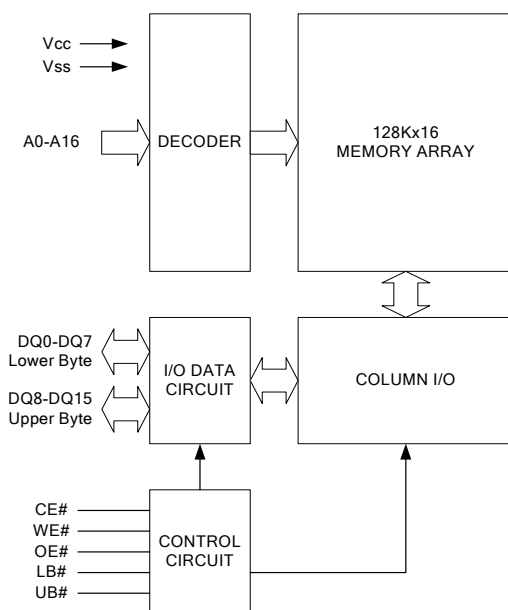 Vcc
Vss
A0-A16
DECODER
128Kx16
MEMORY ARRAY
DQ0-DQ7
Lower Byte
DQ8-DQ15
Upper Byte
I/O DATA
CIRCUIT
COLUMN I/O
CE#
WE#
OE#
LB#
UB#
CONTROL
CIRCUIT